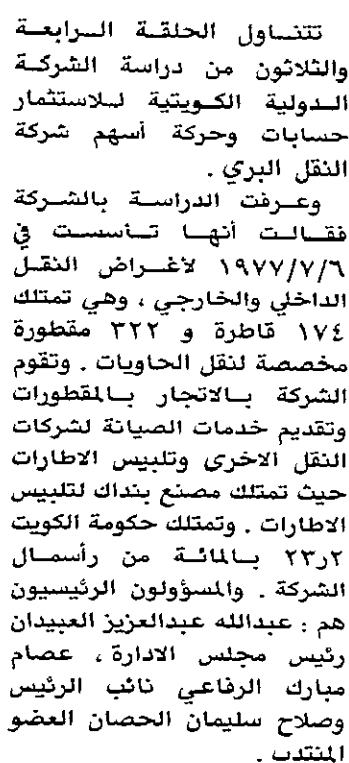 تتناول الحلقة الرابعة
والثلاثون من دراسة الشركة
الدولية الكويتية للاستثمار
حسابات وحركة أسهم شركة
النقل البري .
وعرفت الدراسة بالشركة
فقالت أنها تأسست في
١٩٧٧/٧/٦ لأغراض النقل
الداخلي والخارجي ، وهي تمتلك
١٧٤ قاطرة و ٣٢٢ مقطورة
مخصصة لنقل الحاويات . وتقوم
الشركة بالاتجار بالمقطورات
وتقديم خدمات الصيانة لشركات
النقل الاخرى وتلبيس الاطارات
حيث تمتلك مصنع بنداك لتلبيس
الاطارات . وتمتلك حكومة الكويت
٢ر٢٣ بالمائة من رأسمال
الشركة . والمسؤولون الرئيسيون
هم : عبدالله عبدالعزيز العبيدان
رئيس مجلس الادارة ، عصام
مبارك الرفاعي نائب الرئيس
وصلاح سليمان الحصان العضو
المنتدب .